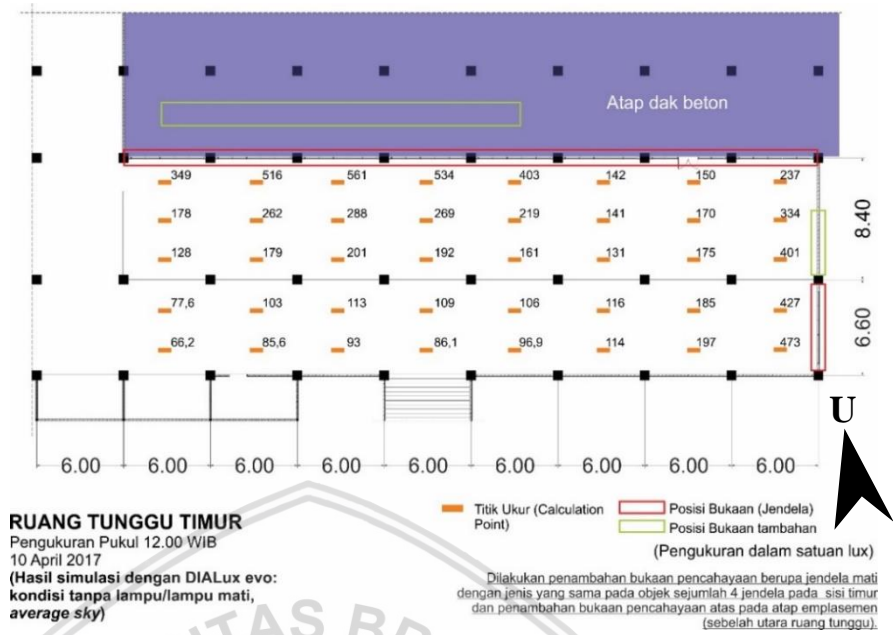 Atap dak beton
349 516 561 534 403 142 150 237
178 262 288 269 219 141 170 334
128 179 201 192 161 131 175 401
8.40
77,6 103 113 109 106 116 185 427
66,2 85,6 93 86,1 96,9 114 197 473
6.60
U
6.00 6.00 6.00 6.00 6.00 6.00 6.00 6.00 6.00
RUANG TUNGGU TIMUR
Pengukuran Pukul 12.00 WIB
10 April 2017
(Hasil simulasi dengan DIALux evo:
kondisi tanpa lampu/lampu mati,
average sky)
Titik Ukur (Calculation
Point)
Posisi Bukaan (Jendela)
Posisi Bukaan tambahan
(Pengukuran dalam satuan lux)
Dilakukan penambahan bukaan pencahayaan berupa jendela mati
dengan jenis yang sama pada objek sejumlah 4 jendela pada sisi timur
dan penambahan bukaan pencahayaan atas pada atap emplasemen
(sebelah utara ruang tunggu).